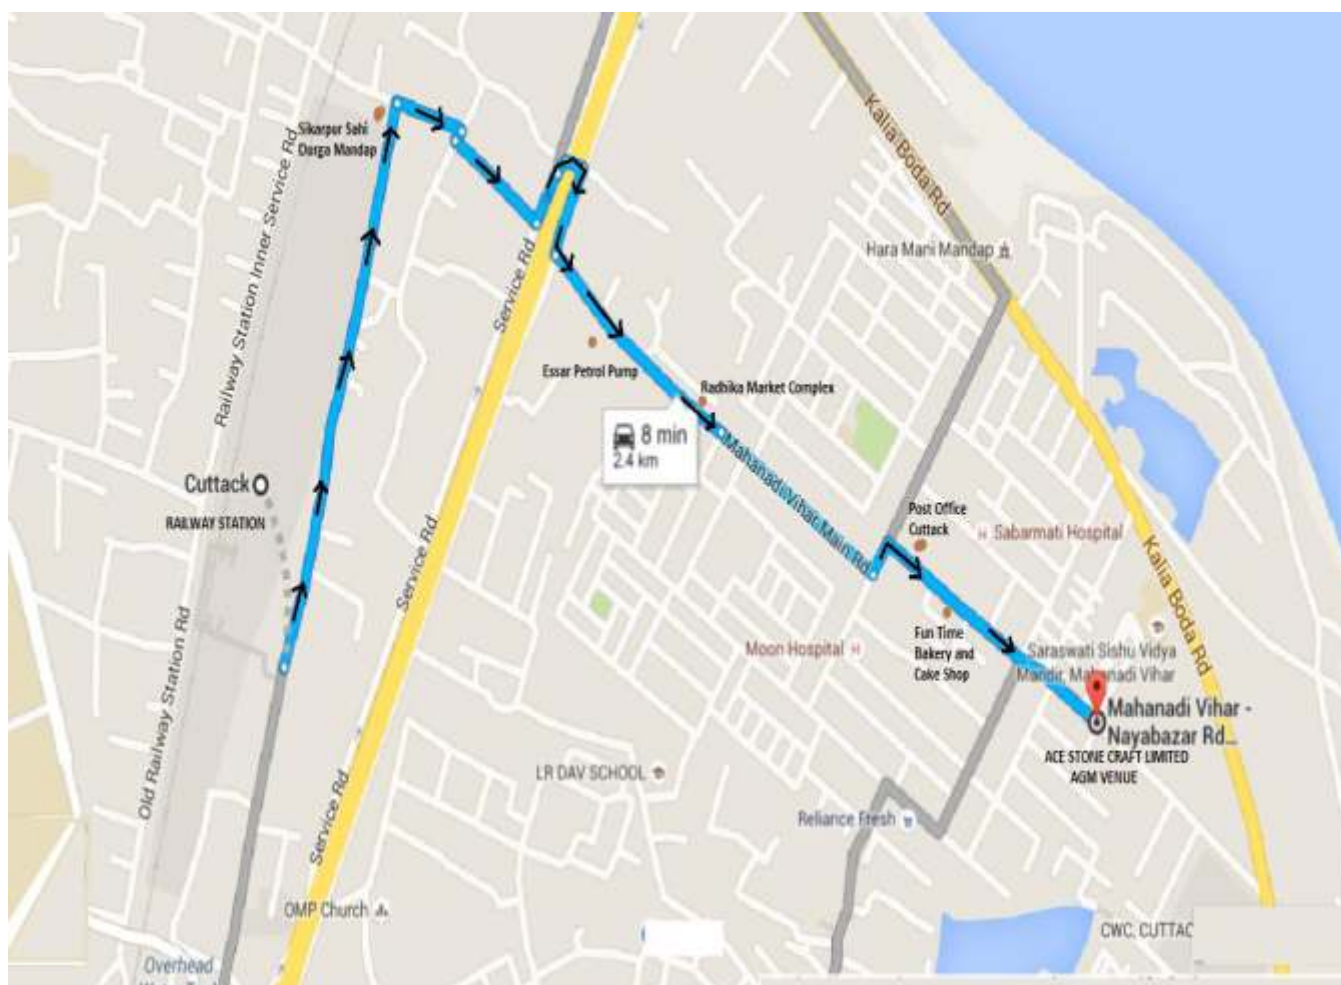 Sikarpur Sahi
Durga Mandap
Railway Station Inner Service Rd
Kalia Boda Rd
Hara Mani Mandap
Service Rd
Essar Petrol Pump
Radhika Market Complex
8 min
2.4 km
Cuttack
RAILWAY STATION
Mahanadi Vihar Main Rd
Post Office
Cuttack
Sabarmati Hospital
Service Rd
Kalia Boda Rd
Old Railway Station Rd
Moon Hospital
Fun Time
Bakery and
Cake Shop
Saraswati Sishu Vidya
Mandir, Mahanadi Vihar
Mahanadi Vihar -
Nayabazar Rd...
ACE STONE CRAFT LIMITED
AGM VENUE
LR DAV SCHOOL
Service Rd
Reliance Fresh
OMP Church
CWC, CUTTAC
Overhead